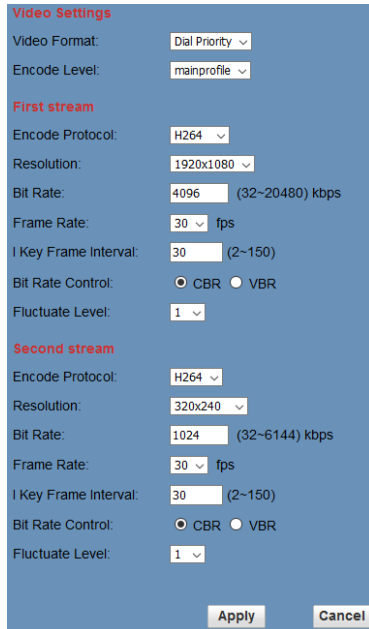 Video Settings
Video Format: Dial Priority
Encode Level: mainprofile
First stream
Encode Protocol: H264
Resolution: 1920x1080
Bit Rate: 4096 (32~20480) kbps
Frame Rate: 30 fps
I Key Frame Interval: 30 (2~150)
Bit Rate Control: CBR VBR
Fluctuate Level: 1
Second stream
Encode Protocol: H264
Resolution: 320x240
Bit Rate: 1024 (32~6144) kbps
Frame Rate: 30 fps
I Key Frame Interval: 30 (2~150)
Bit Rate Control: CBR VBR
Fluctuate Level: 1
Apply Cancel